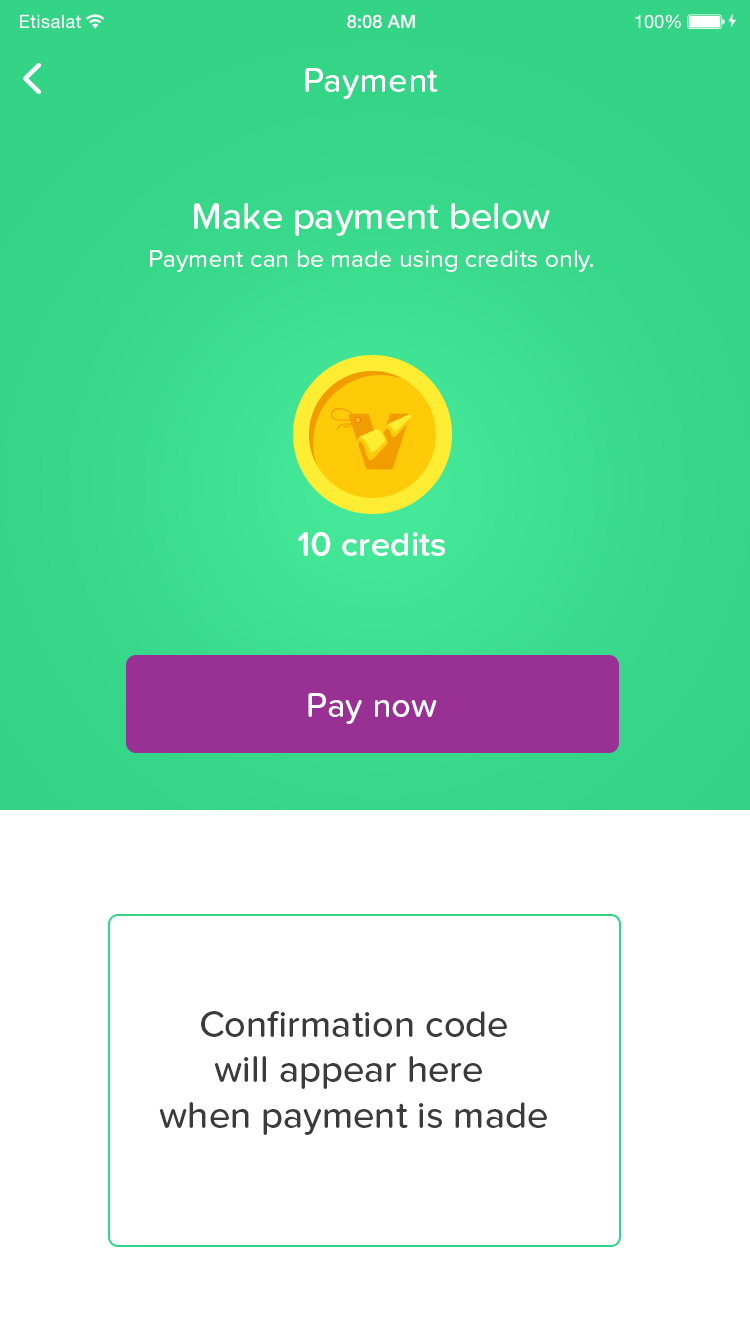 Etisalat 8:08 AM 100%
Payment
Make payment below
Payment can be made using credits only.
V
10 credits
Pay now
Confirmation code
will appear here
when payment is made